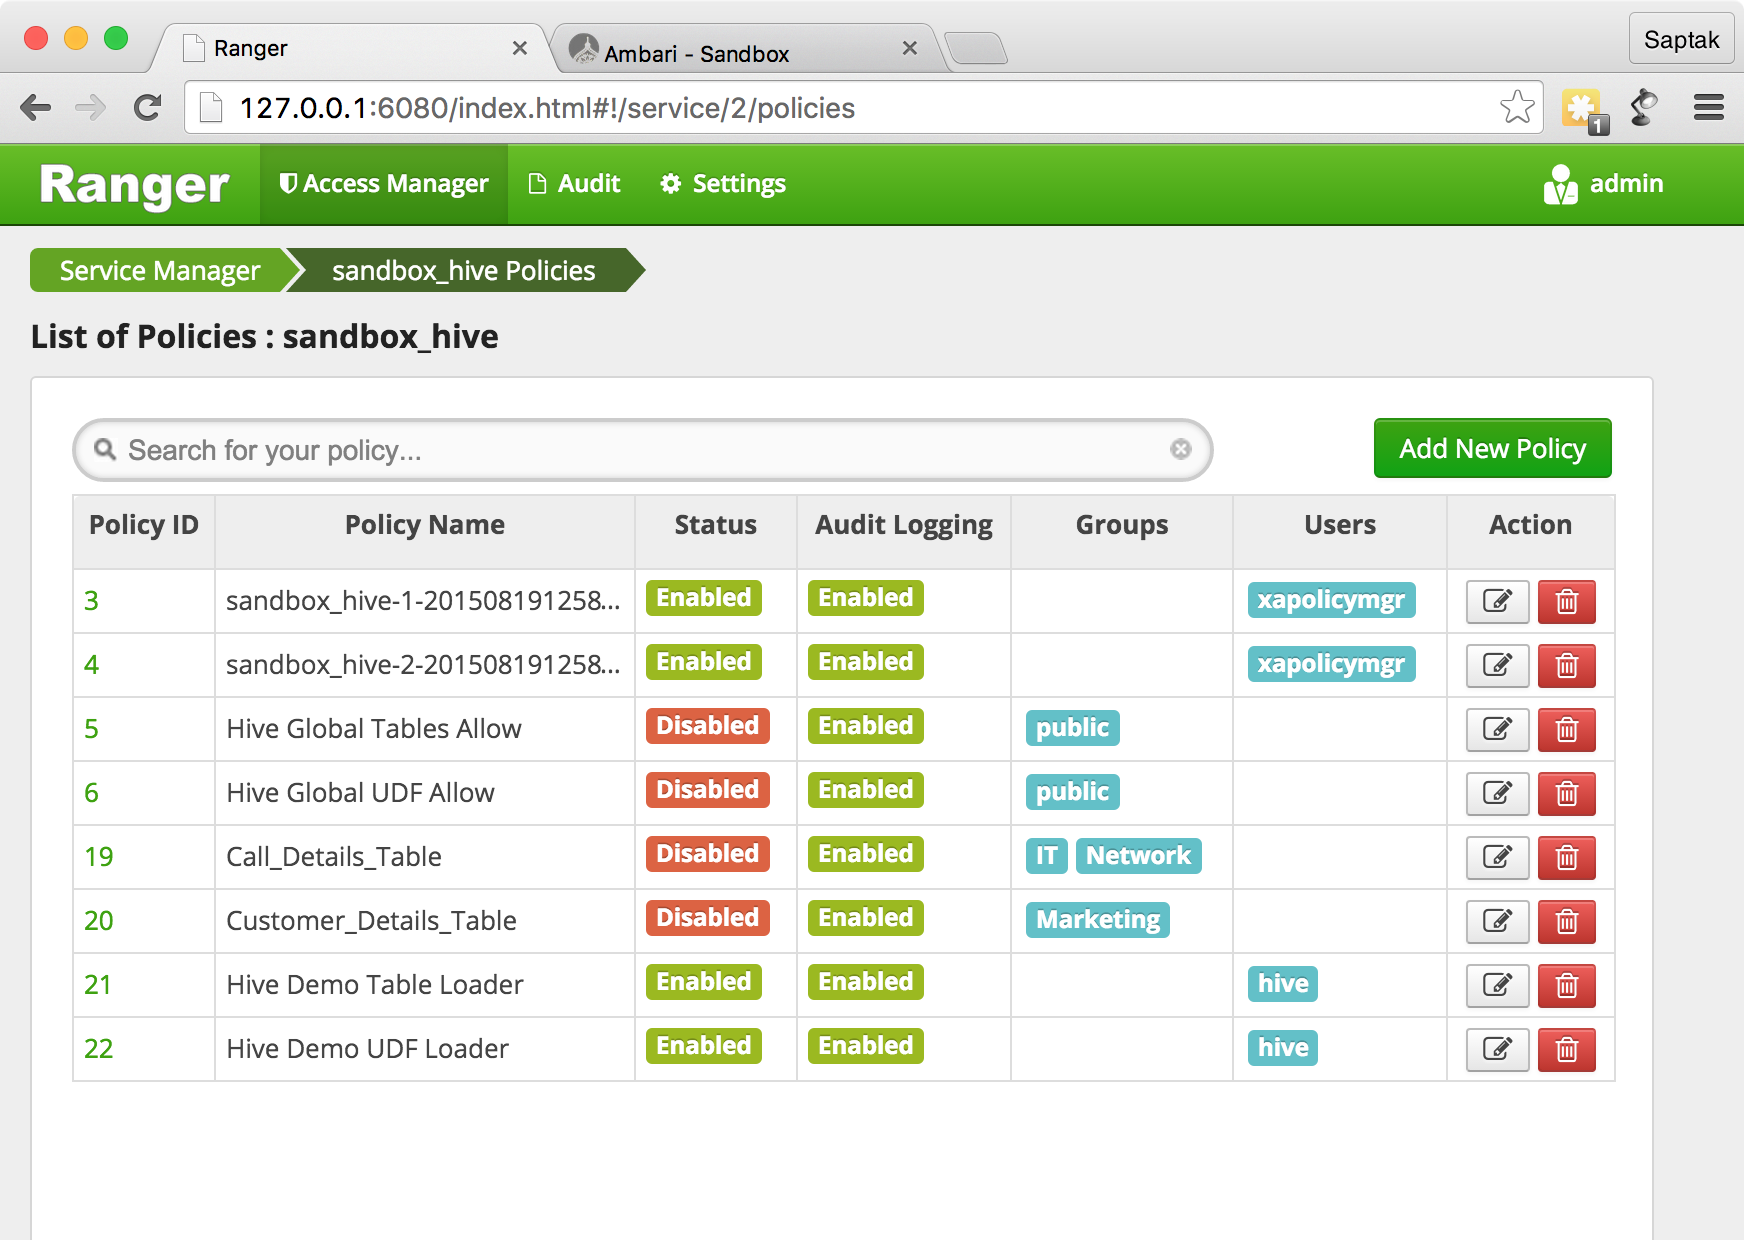 Ranger
Ambari - Sandbox
Saptak
127.0.0.1:6080/index.html#!/service/2/policies
1
Ranger Access Manager Audit Settings admin
Service Manager sandbox_hive Policies
List of Policies : sandbox_hive
Search for your policy...
Add New Policy
Policy ID Policy Name Status Audit Logging Groups Users Action
3 sandbox_hive-1-201508191258... Enabled Enabled xapolicymgr
4 sandbox_hive-2-201508191258... Enabled Enabled xapolicymgr
5 Hive Global Tables Allow Disabled Enabled public
6 Hive Global UDF Allow Disabled Enabled public
19 Call_Details_Table Disabled Enabled IT Network
20 Customer_Details_Table Disabled Enabled Marketing
21 Hive Demo Table Loader Enabled Enabled hive
22 Hive Demo UDF Loader Enabled Enabled hive